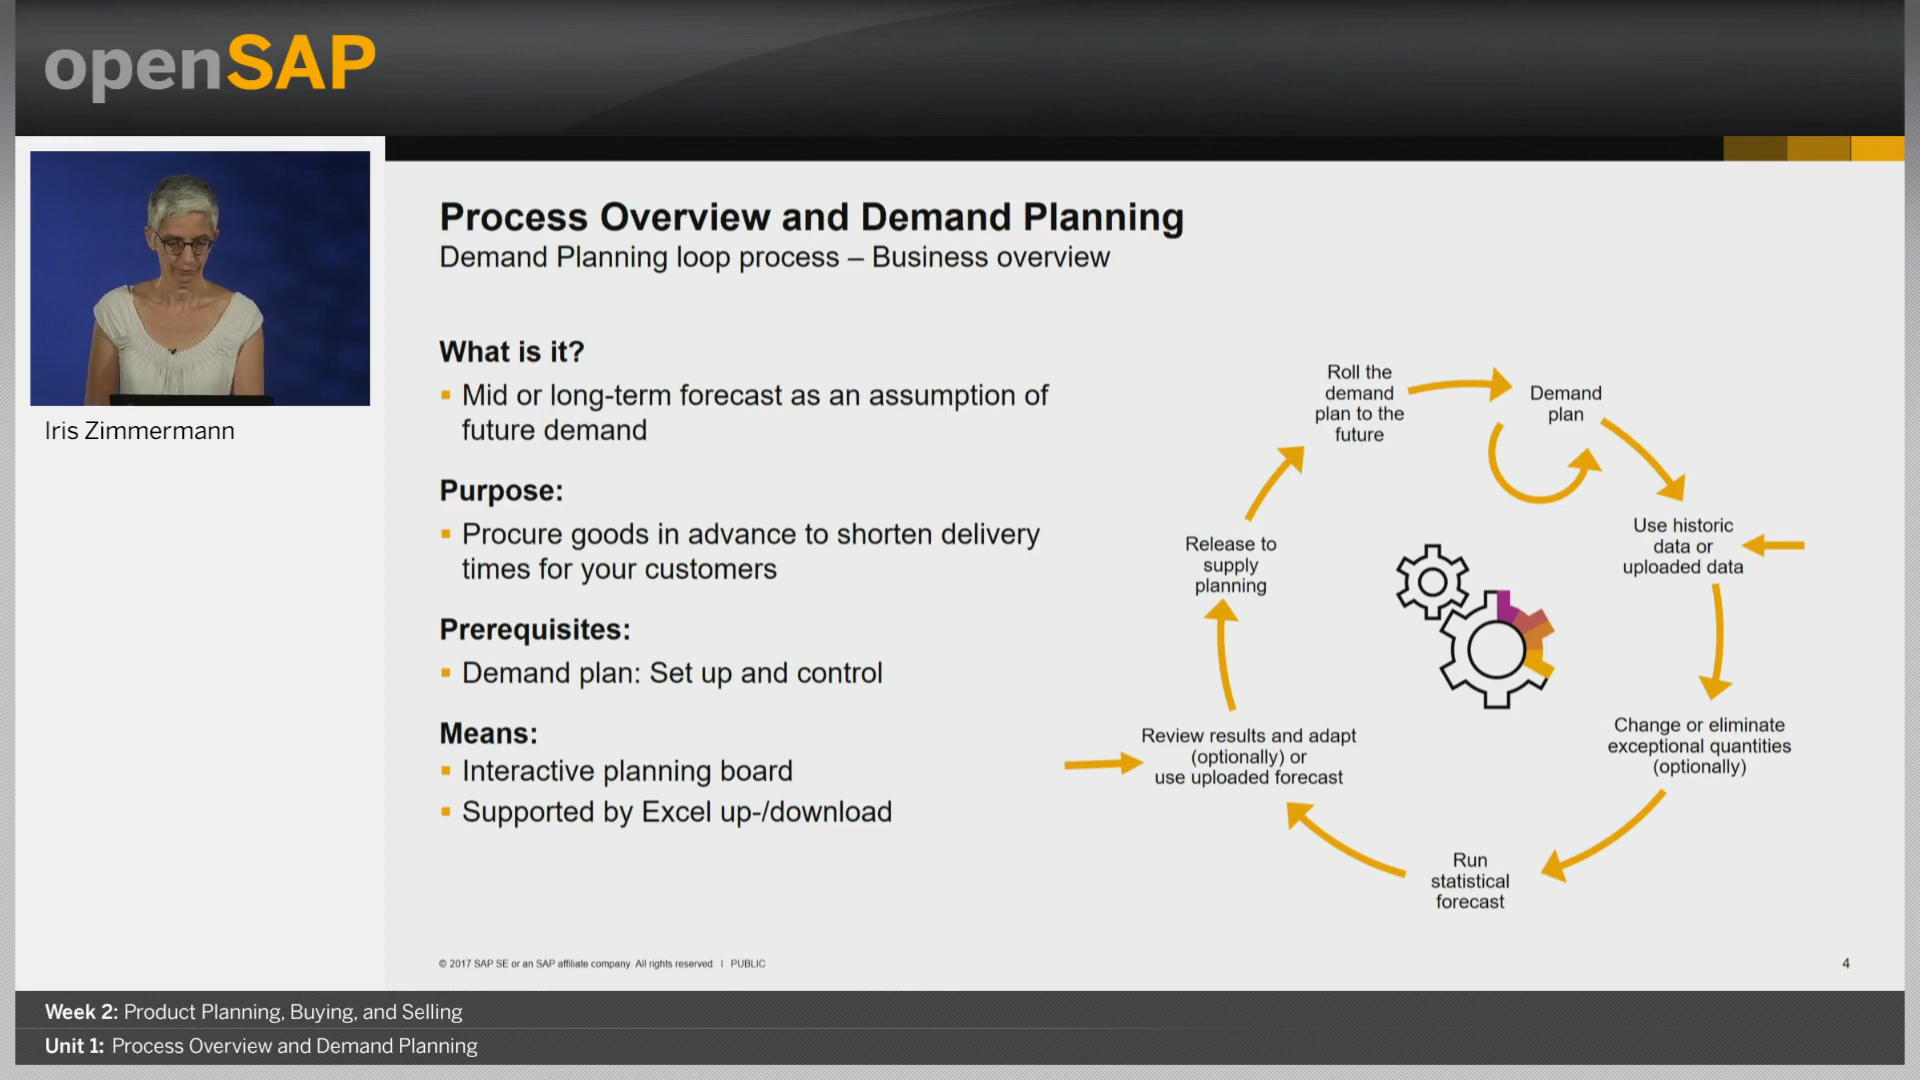 openSAP
Iris Zimmermann
Process Overview and Demand Planning
Demand Planning loop process – Business overview
What is it?
Mid or long-term forecast as an assumption of
future demand
Purpose:
Procure goods in advance to shorten delivery
times for your customers
Prerequisites:
Demand plan: Set up and control
Means:
Interactive planning board
Supported by Excel up-/download
Roll the
demand
plan to the
future
Demand
plan
Use historic
data or
uploaded data
Change or eliminate
exceptional quantities
(optionally)
Run
statistical
forecast
Review results and adapt
(optionally) or
use uploaded forecast
Release to
supply
planning
© 2017 SAP SE or an SAP affiliate company. All rights reserved. | PUBLIC
4
Week 2: Product Planning, Buying, and Selling
Unit 1: Process Overview and Demand Planning